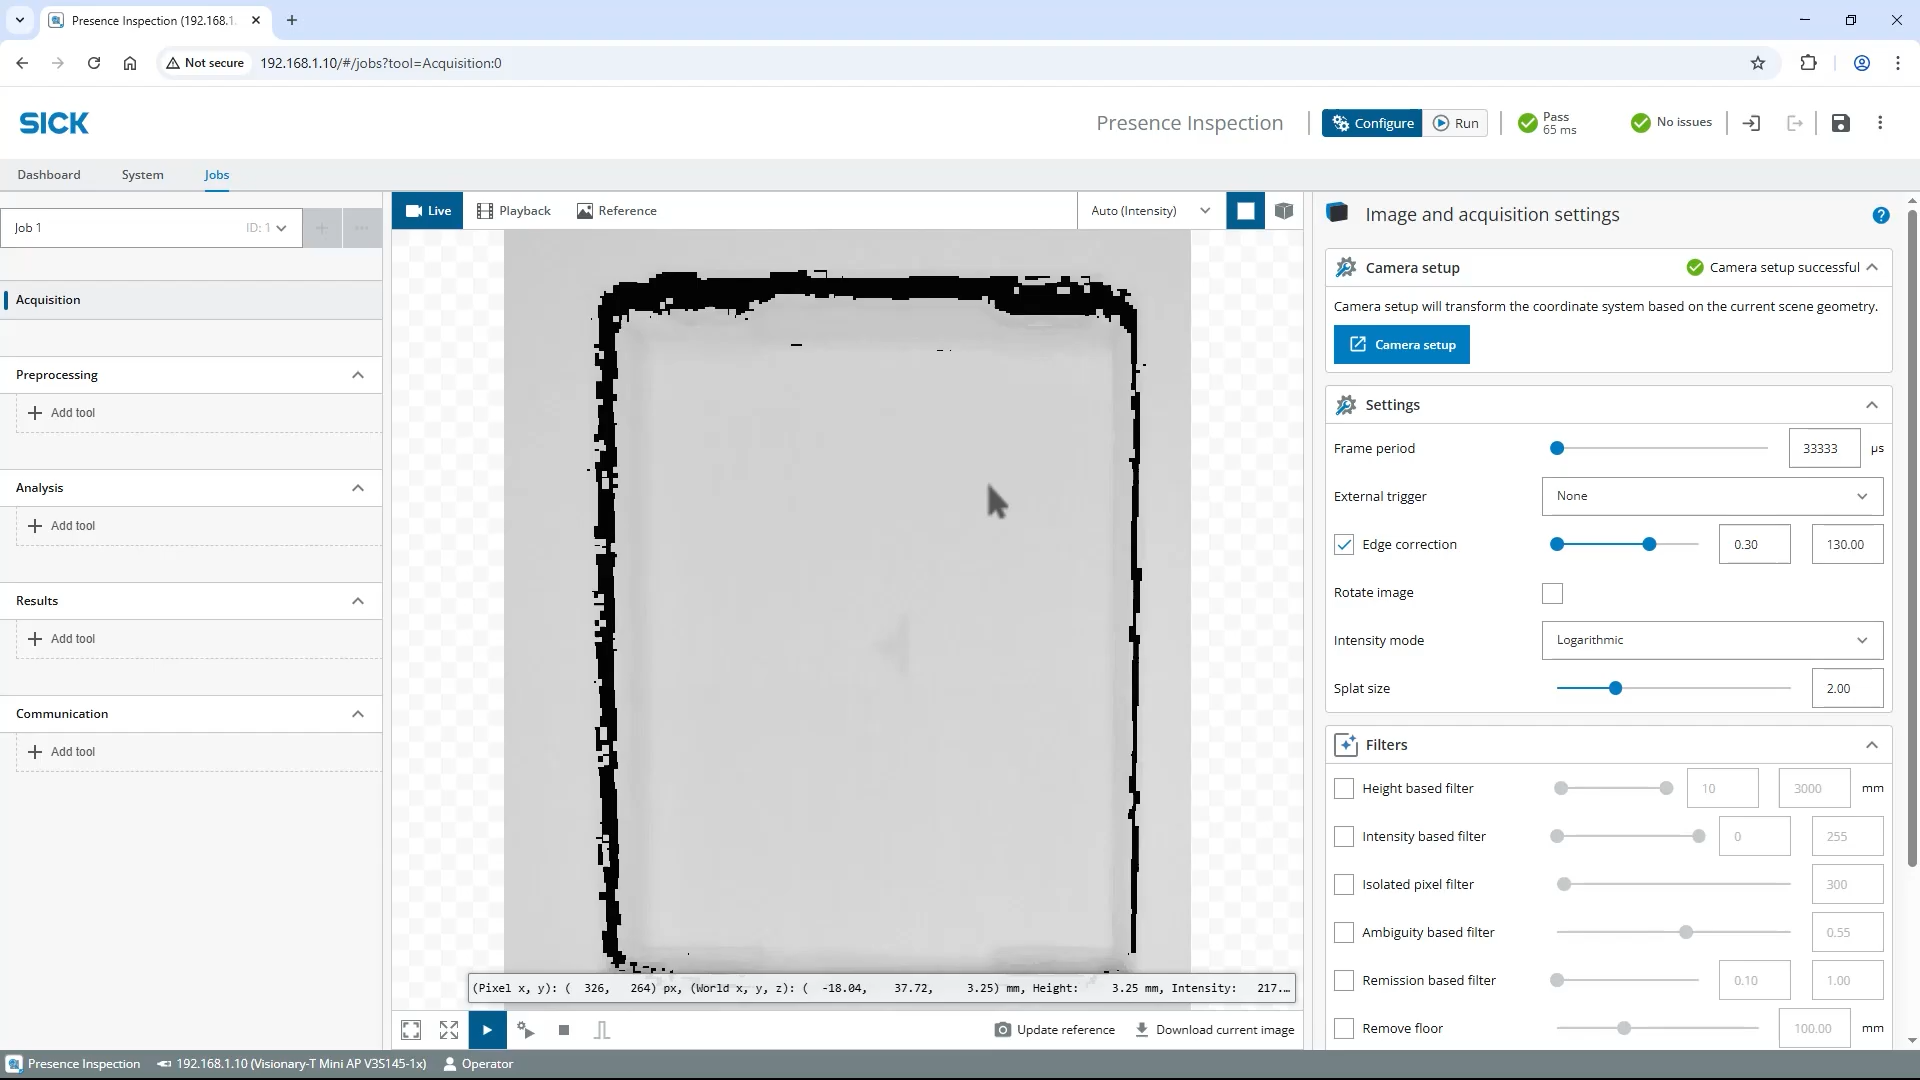 Presence Inspection (192.168.1.
Not secure
192.168.1.10/#/jobs?tool=Acquisition:0
SICK
Presence Inspection
Configure
Run
Pass
65 ms
No issues
Dashboard
System
Jobs
Job 1
ID: 1
Acquisition
Preprocessing
Add tool
Analysis
Add tool
Results
Add tool
Communication
Add tool
Live
Playback
Reference
Auto (Intensity)
(Pixel x, y): ( 326, 264) px, (World x, y, z): ( -18.04, 37.72, 3.25) mm, Height: 3.25 mm, Intensity: 217...
Update reference
Download current image
Image and acquisition settings
?
Camera setup
Camera setup successful
Camera setup will transform the coordinate system based on the current scene geometry.
Camera setup
Settings
Frame period 33333 µs
External trigger None
Edge correction 0.30 130.00
Rotate image
Intensity mode Logarithmic
Splat size 2.00
Filters
Height based filter 10 3000 mm
Intensity based filter 0 255
Isolated pixel filter 300
Ambiguity based filter 0.55
Remission based filter 0.10 1.00
Remove floor 100.00 mm
Presence Inspection
192.168.1.10 (Visionary-T Mini AP V3S145-1x)
Operator